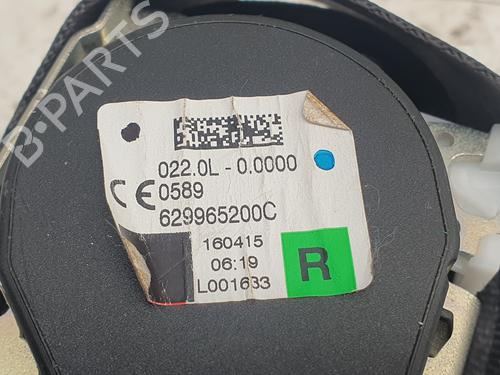 B-PARTS
022.0L - 0.0000
CE 0589
629965200C
160415
06:19
L001633
R